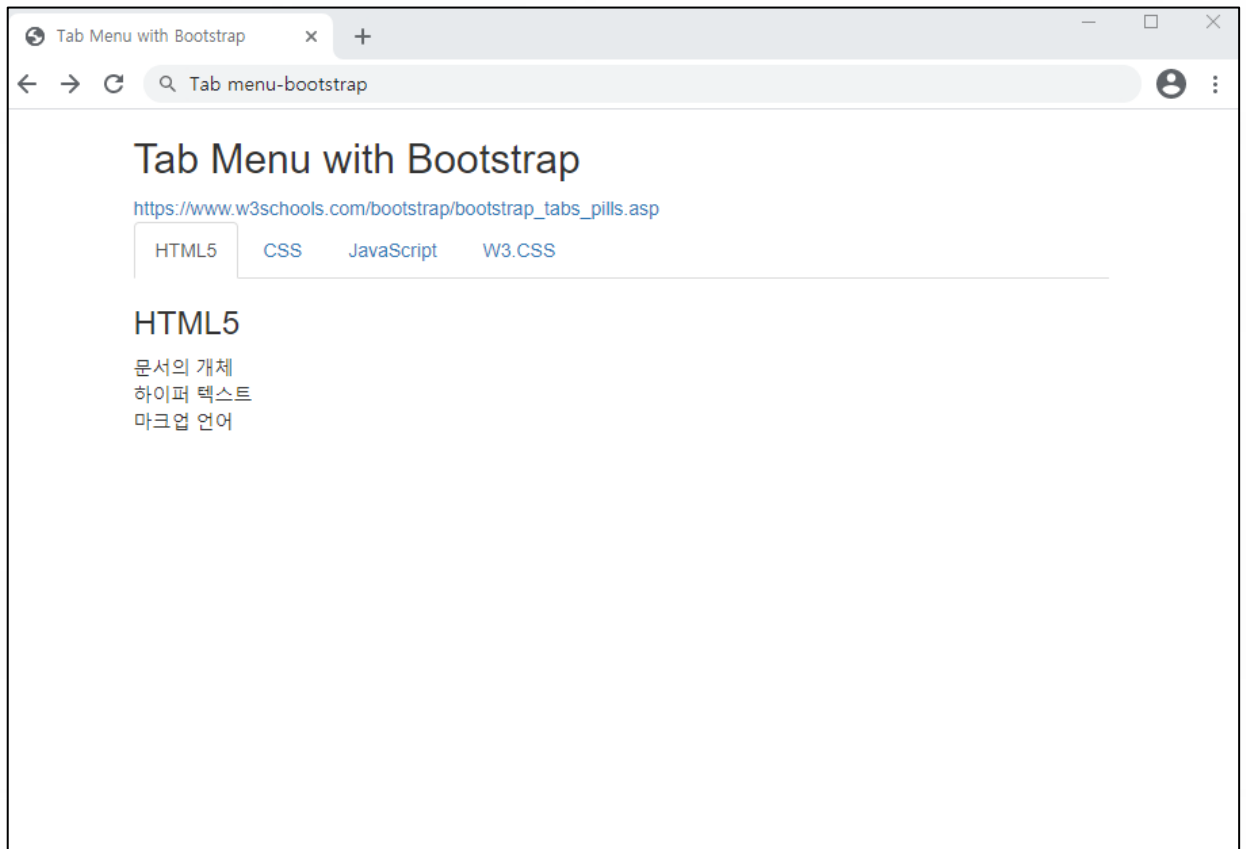 Tab Menu with Bootstrap
Tab menu-bootstrap
Tab Menu with Bootstrap
https://www.w3schools.com/bootstrap/bootstrap_tabs_pills.asp
HTML5 CSS JavaScript W3.CSS
HTML5
문서의 개체
하이퍼 텍스트
마크업 언어